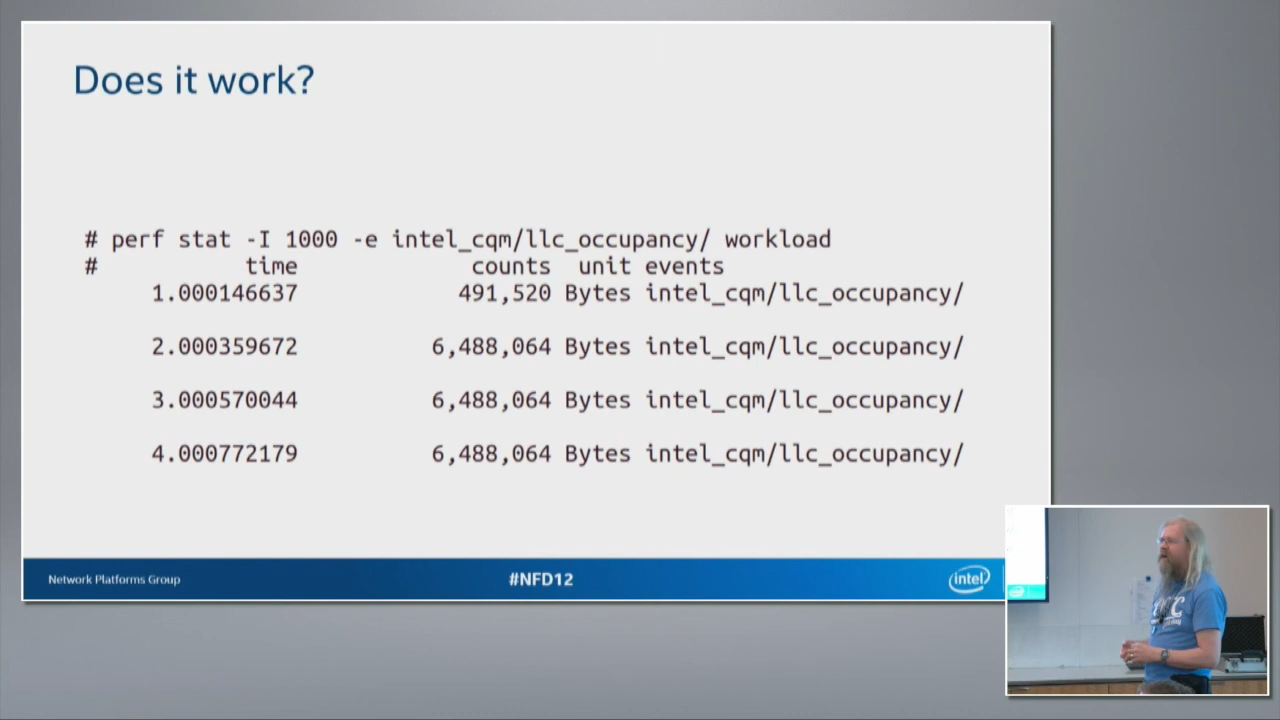 Does it work?
# perf stat -I 1000 -e intel_cqm/llc_occupancy/ workload
# time counts unit events
1.000146637 491,520 Bytes intel_cqm/llc_occupancy/
2.000359672 6,488,064 Bytes intel_cqm/llc_occupancy/
3.000570044 6,488,064 Bytes intel_cqm/llc_occupancy/
4.000772179 6,488,064 Bytes intel_cqm/llc_occupancy/
Network Platforms Group
#NFD12
intel